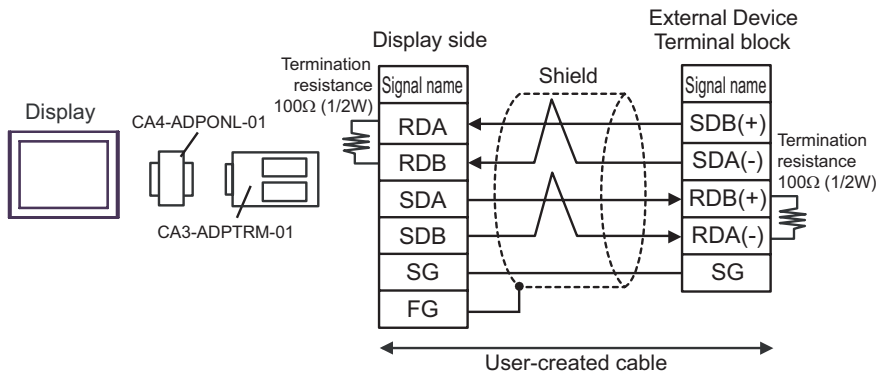 Display
CA4-ADPONL-01
CA3-ADPTRM-01
Display side
Termination
resistance
100Ω (1/2W)
Signal name
RDA
RDB
SDA
SDB
SG
FG
Shield
External Device
Terminal block
Signal name
SDB(+)
SDA(-)
RDB(+)
RDA(-)
SG
Termination
resistance
100Ω (1/2W)
User-created cable